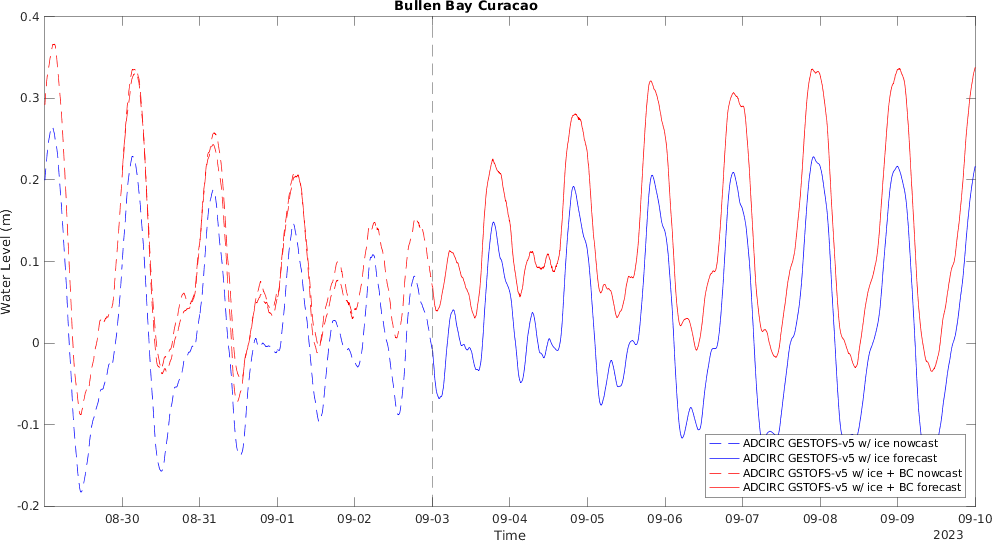 Bullen Bay Curacao
0.4
0.3
0.2
0.1
0
-0.1
-0.2
Water Level (m)
ADCIRC GESTOFS-v5 w/ ice nowcast
ADCIRC GESTOFS-v5 w/ ice forecast
ADCIRC GSTOFS-v5 w/ ice + BC nowcast
ADCIRC GSTOFS-v5 w/ ice + BC forecast
08-30 08-31 09-01 09-02 09-03 09-04 09-05 09-06 09-07 09-08 09-09 09-10
Time
2023